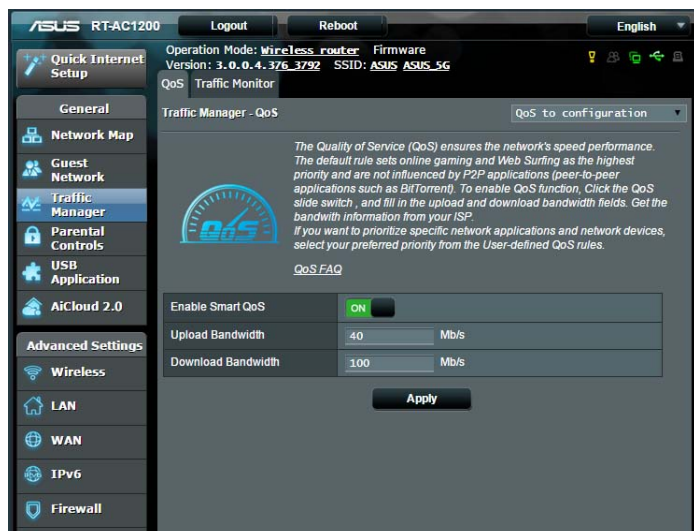 ASUS RT-AC1200 Logout Reboot English
Quick Internet Setup
Operation Mode: Wireless router Firmware
Version: 3.0.0.4.376_3792 SSID: ASUS ASUS_5G
QoS Traffic Monitor
General
Network Map
Guest Network
Traffic Manager
Parental Controls
USB Application
AiCloud 2.0
Advanced Settings
Wireless
LAN
WAN
IPv6
Firewall
Traffic Manager - QoS QoS to configuration
The Quality of Service (QoS) ensures the network's speed performance.
The default rule sets online gaming and Web Surfing as the highest
priority and are not influenced by P2P applications (peer-to-peer
applications such as BitTorrent). To enable QoS function, Click the QoS
slide switch , and fill in the upload and download bandwidth fields. Get the
bandwith information from your ISP.
If you want to prioritize specific network applications and network devices,
select your preferred priority from the User-defined QoS rules.
QoS
QoS FAQ
Enable Smart QoS ON
Upload Bandwidth 40 Mb/s
Download Bandwidth 100 Mb/s
Apply